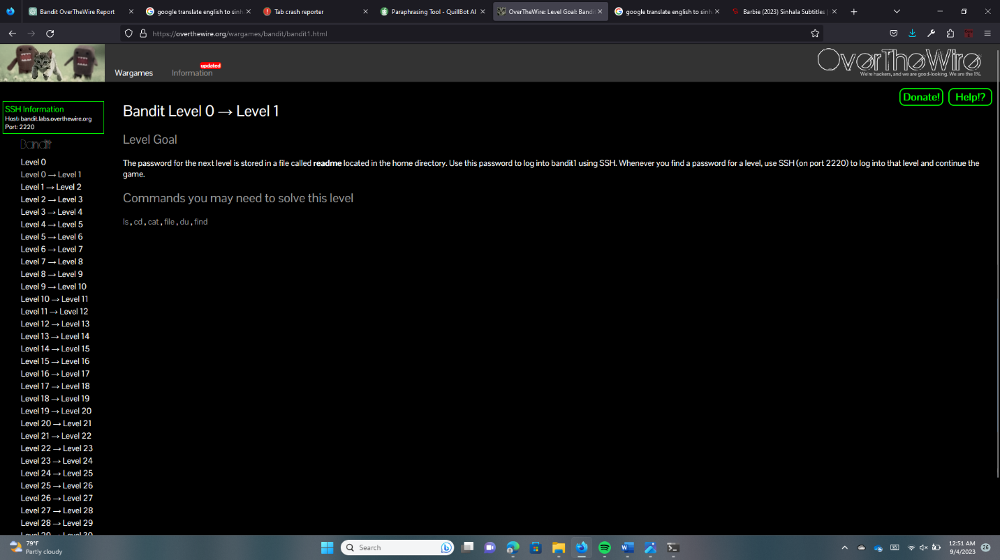 Bandit OverTheWire Report
google translate english to sinh
Tab crash reporter
Paraphrasing Tool - QuillBot AI
OverTheWire: Level Goal: Bandi
google translate english to sinh
Barbie (2023) Sinhala Subtitles |
https://overthewire.org/wargames/bandit/bandit1.html
Wargames
Information
updated
OverTheWire
We're hackers, and we are good-looking. We are the 1%.
Donate!
Help!?
SSH Information
Host: bandit.labs.overthewire.org
Port: 2220
Bandit
Level 0
Level 0 → Level 1
Level 1 → Level 2
Level 2 → Level 3
Level 3 → Level 4
Level 4 → Level 5
Level 5 → Level 6
Level 6 → Level 7
Level 7 → Level 8
Level 8 → Level 9
Level 9 → Level 10
Level 10 → Level 11
Level 11 → Level 12
Level 12 → Level 13
Level 13 → Level 14
Level 14 → Level 15
Level 15 → Level 16
Level 16 → Level 17
Level 17 → Level 18
Level 18 → Level 19
Level 19 → Level 20
Level 20 → Level 21
Level 21 → Level 22
Level 22 → Level 23
Level 23 → Level 24
Level 24 → Level 25
Level 25 → Level 26
Level 26 → Level 27
Level 27 → Level 28
Level 28 → Level 29
Level 29 → Level 30
Bandit Level 0 → Level 1
Level Goal
The password for the next level is stored in a file called readme located in the home directory. Use this password to log into bandit1 using SSH. Whenever you find a password for a level, use SSH (on port 2220) to log into that level and continue the
game.
Commands you may need to solve this level
ls , cd , cat , file , du , find
79°F
Partly cloudy
Search
12:51 AM
9/4/2023
26